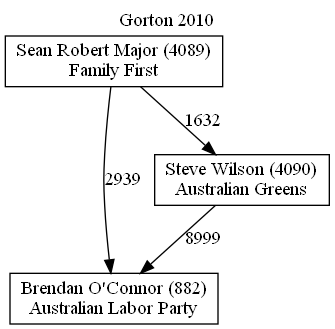 Gorton 2010
Sean Robert Major (4089)
Family First
1632
2939
Steve Wilson (4090)
Australian Greens
8999
Brendan O'Connor (882)
Australian Labor Party